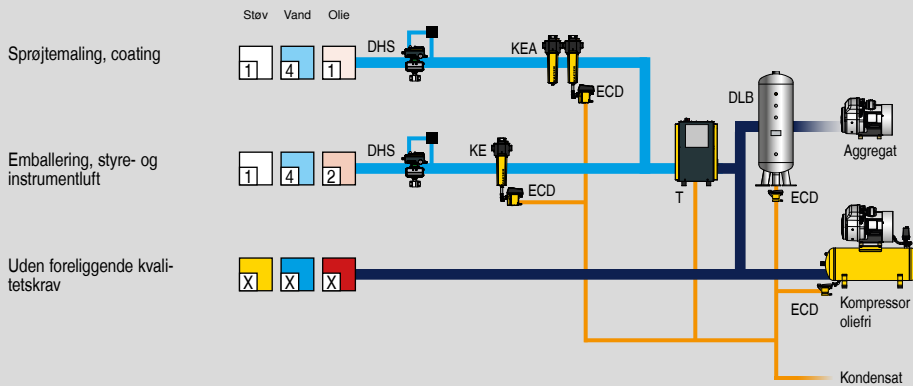 Støv Vand Olie
Sprøjtemaling, coating
1 4 1
DHS
KEA
ECD
DLB
Aggregat
Emballering, styre- og
instrumentluft
1 4 2
DHS
KE
ECD
T
ECD
Uden foreliggende kvali-
tetskrav
X X X
ECD
Kompressor
oliefri
Kondensat